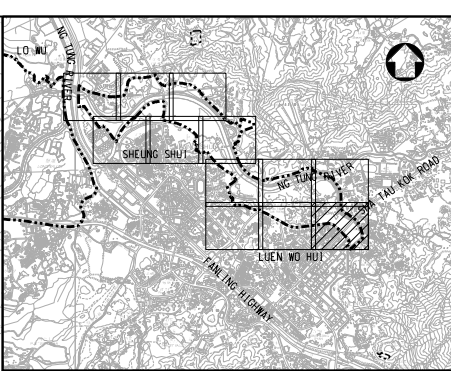 LO WU
NG TUNG RIVER
SHEUNG SHUI
NG TUNG RIVER
SHA TAU KOK ROAD
LUEN WO HUI
FANLING HIGHWAY